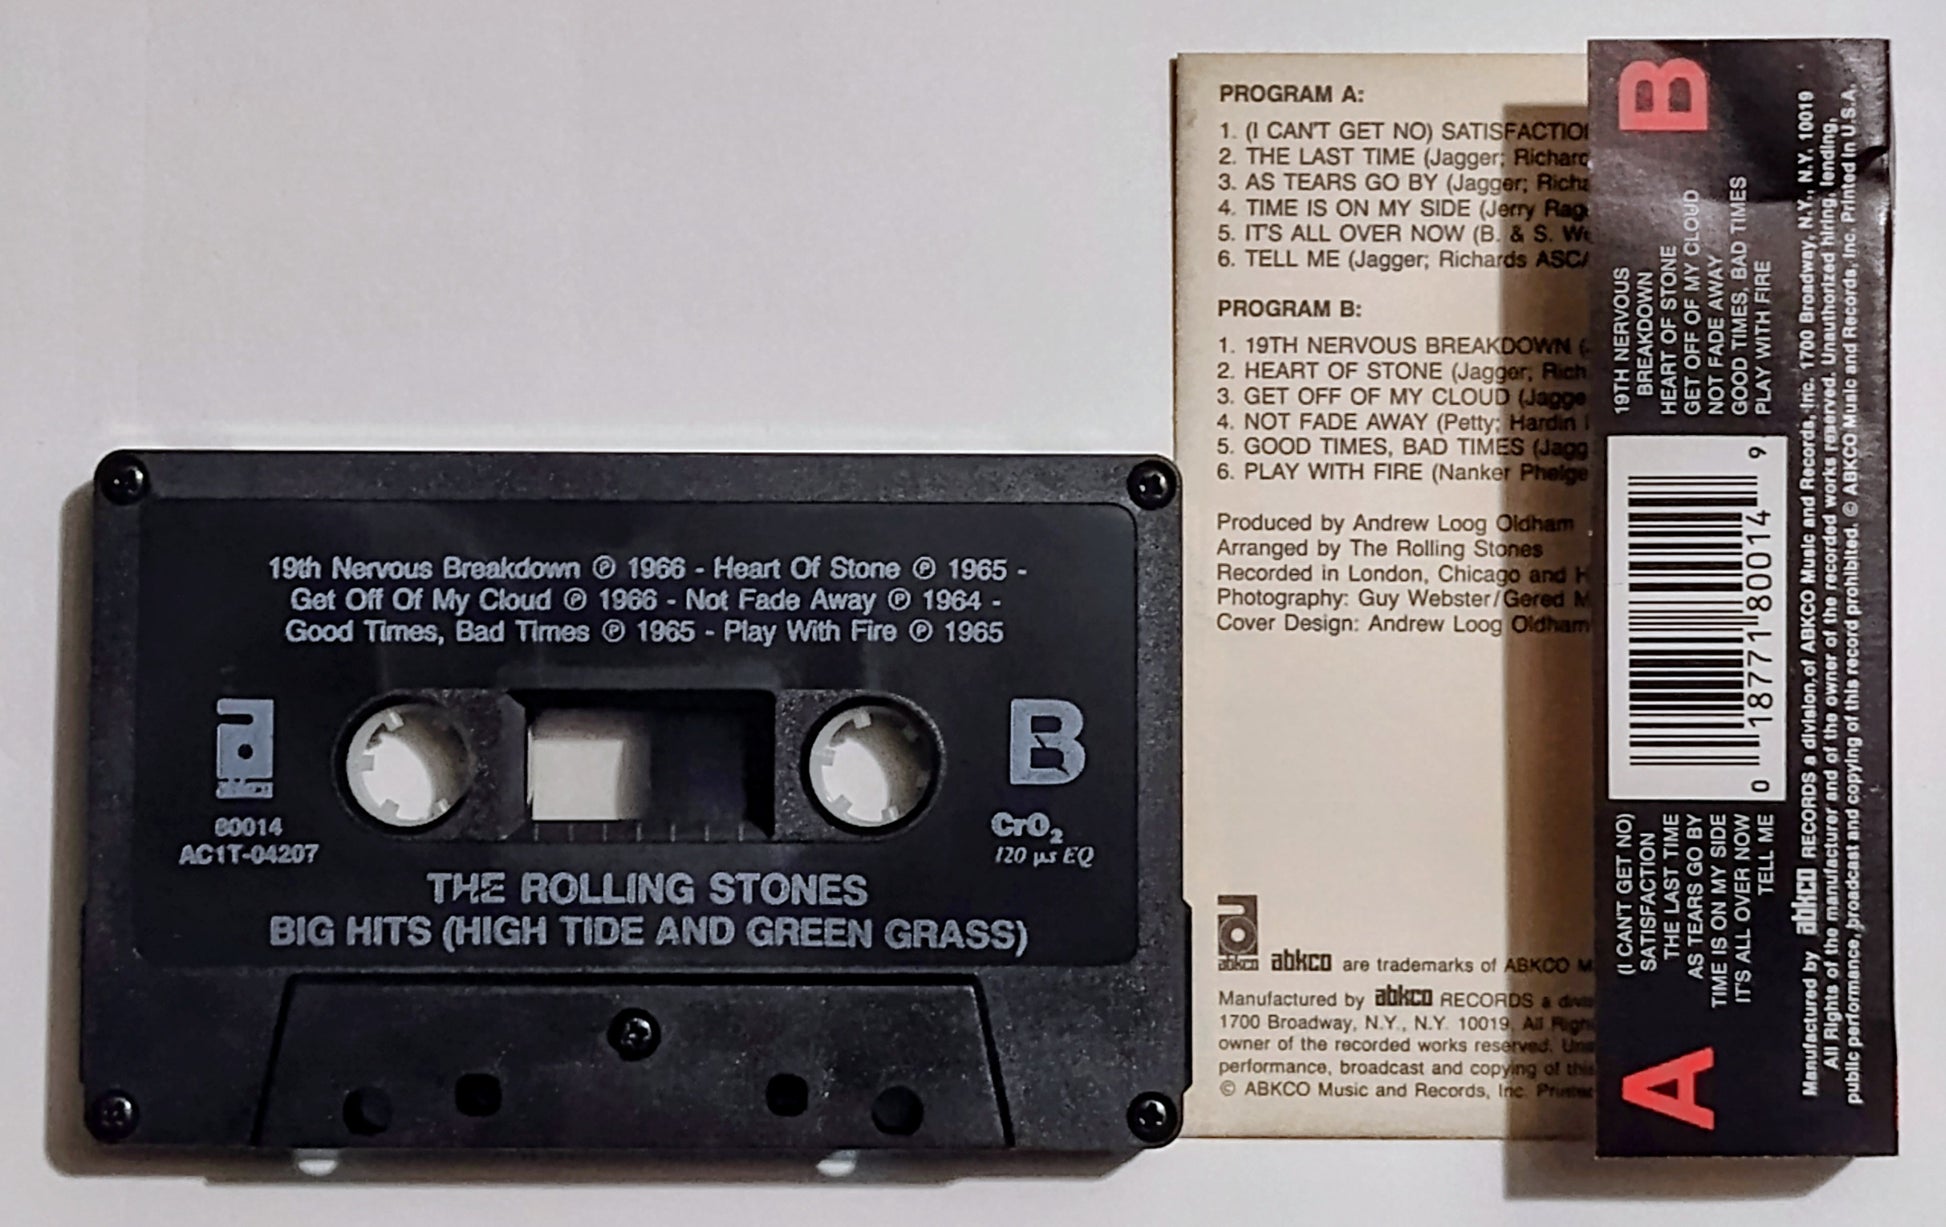 19th Nervous Breakdown ℗ 1966 - Heart Of Stone ℗ 1965 -
Get Off Of My Cloud ℗ 1966 - Not Fade Away ℗ 1964 -
Good Times, Bad Times ℗ 1965 - Play With Fire ℗ 1965
abkco
80014
AC1T-04207
B
CrO₂
120 µs EQ
THE ROLLING STONES
BIG HITS (HIGH TIDE AND GREEN GRASS)
PROGRAM A:
1. (I CAN'T GET NO) SATISFACTIO
2. THE LAST TIME (Jagger; Richard
3. AS TEARS GO BY (Jagger; Richa
4. TIME IS ON MY SIDE (Jerry Rag
5. IT'S ALL OVER NOW (B. & S. W
6. TELL ME (Jagger; Richards ASCA
PROGRAM B:
1. 19TH NERVOUS BREAKDOWN (
2. HEART OF STONE (Jagger; Rich
3. GET OFF OF MY CLOUD (Jagge
4. NOT FADE AWAY (Petty; Hardin
5. GOOD TIMES, BAD TIMES (Jagg
6. PLAY WITH FIRE (Nanker Phelge
Produced by Andrew Loog Oldham
Arranged by The Rolling Stones
Recorded in London, Chicago and H
Photography: Guy Webster/Gered M
Cover Design: Andrew Loog Oldham
abkco abkco are trademarks of ABKCO M
Manufactured by abkco RECORDS a divis
1700 Broadway, N.Y., N.Y. 10019. All Righ
owner of the recorded works reserved. Una
performance, broadcast and copying of this
© ABKCO Music and Records, Inc. Printed
A
(I CAN'T GET NO)
SATISFACTION
THE LAST TIME
AS TEARS GO BY
TIME IS ON MY SIDE
IT'S ALL OVER NOW
TELL ME
0 18771 80014 9
B
19TH NERVOUS
BREAKDOWN
HEART OF STONE
GET OFF OF MY CLOUD
NOT FADE AWAY
GOOD TIMES, BAD TIMES
PLAY WITH FIRE
Manufactured by abkco RECORDS a division of ABKCO Music and Records, Inc. 1700 Broadway, N.Y., N.Y. 10019
All Rights of the manufacturer and of the owner of the recorded works reserved. Unauthorized hiring, lending,
public performance, broadcast and copying of this record prohibited. © ABKCO Music and Records, Inc. Printed in U.S.A.